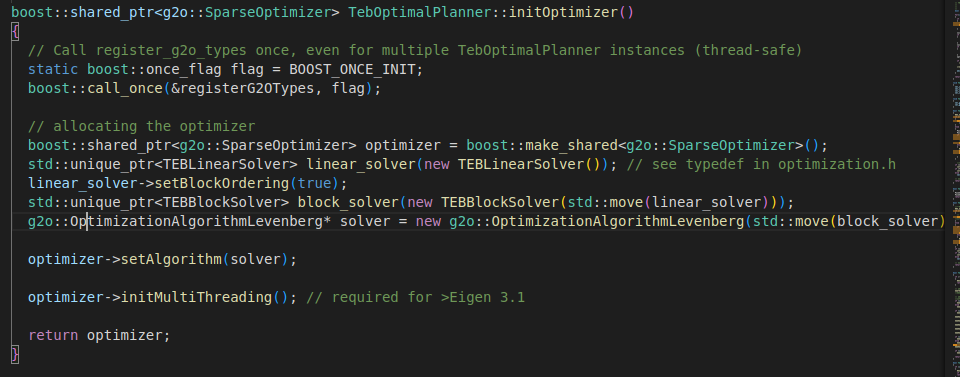 boost::shared_ptr<g2o::SparseOptimizer> TebOptimalPlanner::initOptimizer()
{
  // Call register_g2o_types once, even for multiple TebOptimalPlanner instances (thread-safe)
  static boost::once_flag flag = BOOST_ONCE_INIT;
  boost::call_once(&registerG2OTypes, flag);

  // allocating the optimizer
  boost::shared_ptr<g2o::SparseOptimizer> optimizer = boost::make_shared<g2o::SparseOptimizer>();
  std::unique_ptr<TEBLinearSolver> linear_solver(new TEBLinearSolver()); // see typedef in optimization.h
  linear_solver->setBlockOrdering(true);
  std::unique_ptr<TEBBlockSolver> block_solver(new TEBBlockSolver(std::move(linear_solver)));
  g2o::OptimizationAlgorithmLevenberg* solver = new g2o::OptimizationAlgorithmLevenberg(std::move(block_solver)

  optimizer->setAlgorithm(solver);

  optimizer->initMultiThreading(); // required for >Eigen 3.1

  return optimizer;
}